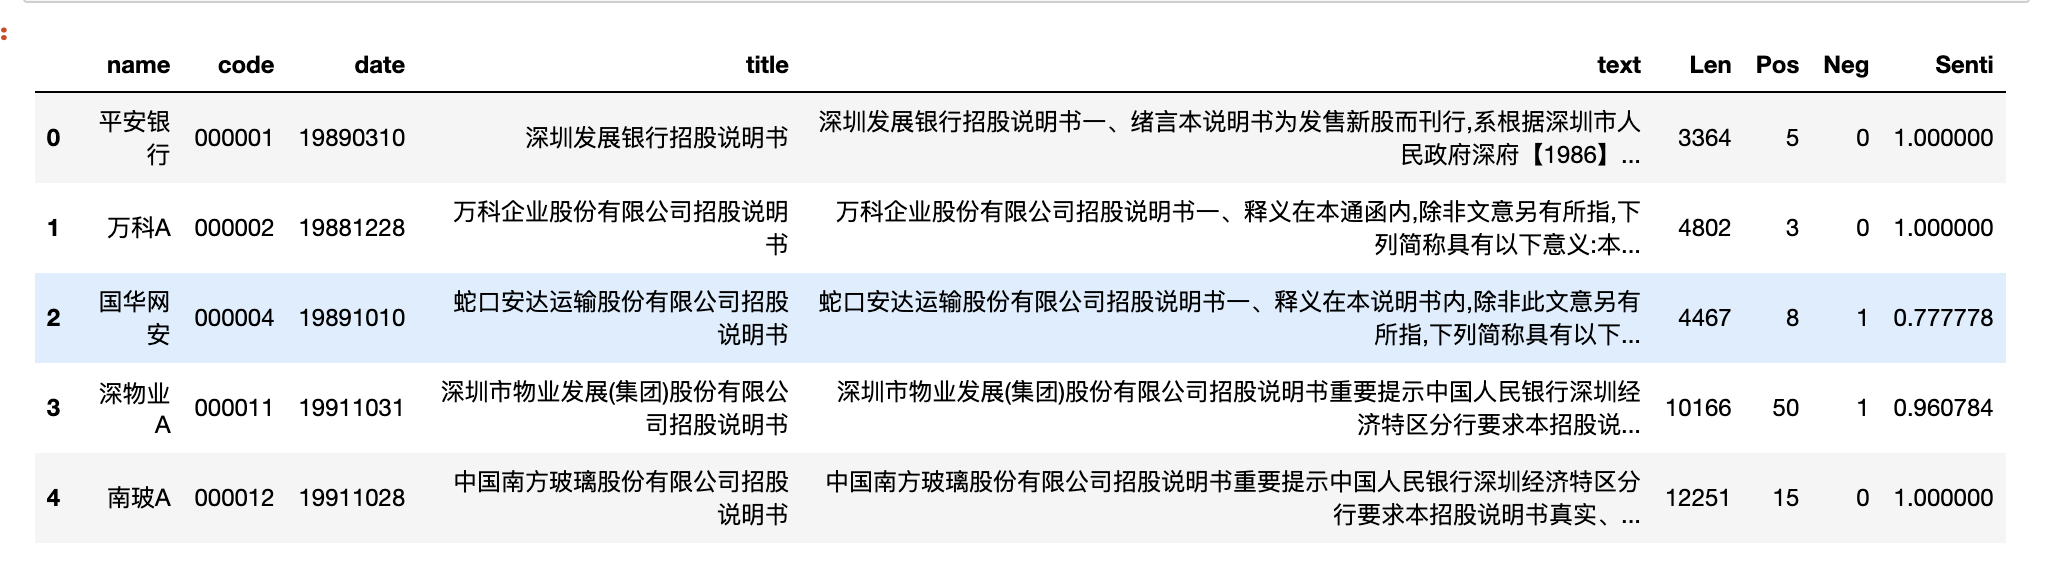 :
name code date title text Len Pos Neg Senti
0 平安银行 000001 19890310 深圳发展银行招股说明书 深圳发展银行招股说明书一、绪言本说明书为发售新股而刊行,系根据深圳市人民政府深府【1986】... 3364 5 0 1.000000
1 万科A 000002 19881228 万科企业股份有限公司招股说明书 万科企业股份有限公司招股说明书一、释义在本通函内,除非文意另有所指,下列简称具有以下意义:本... 4802 3 0 1.000000
2 国华网安 000004 19891010 蛇口安达运输股份有限公司招股说明书 蛇口安达运输股份有限公司招股说明书一、释义在本说明书内,除非此文意另有所指,下列简称具有以下... 4467 8 1 0.777778
3 深物业A 000011 19911031 深圳市物业发展(集团)股份有限公司招股说明书 深圳市物业发展(集团)股份有限公司招股说明书重要提示中国人民银行深圳经济特区分行要求本招股说... 10166 50 1 0.960784
4 南玻A 000012 19911028 中国南方玻璃股份有限公司招股说明书 中国南方玻璃股份有限公司招股说明书重要提示中国人民银行深圳经济特区分行要求本招股说明书真实、... 12251 15 0 1.000000